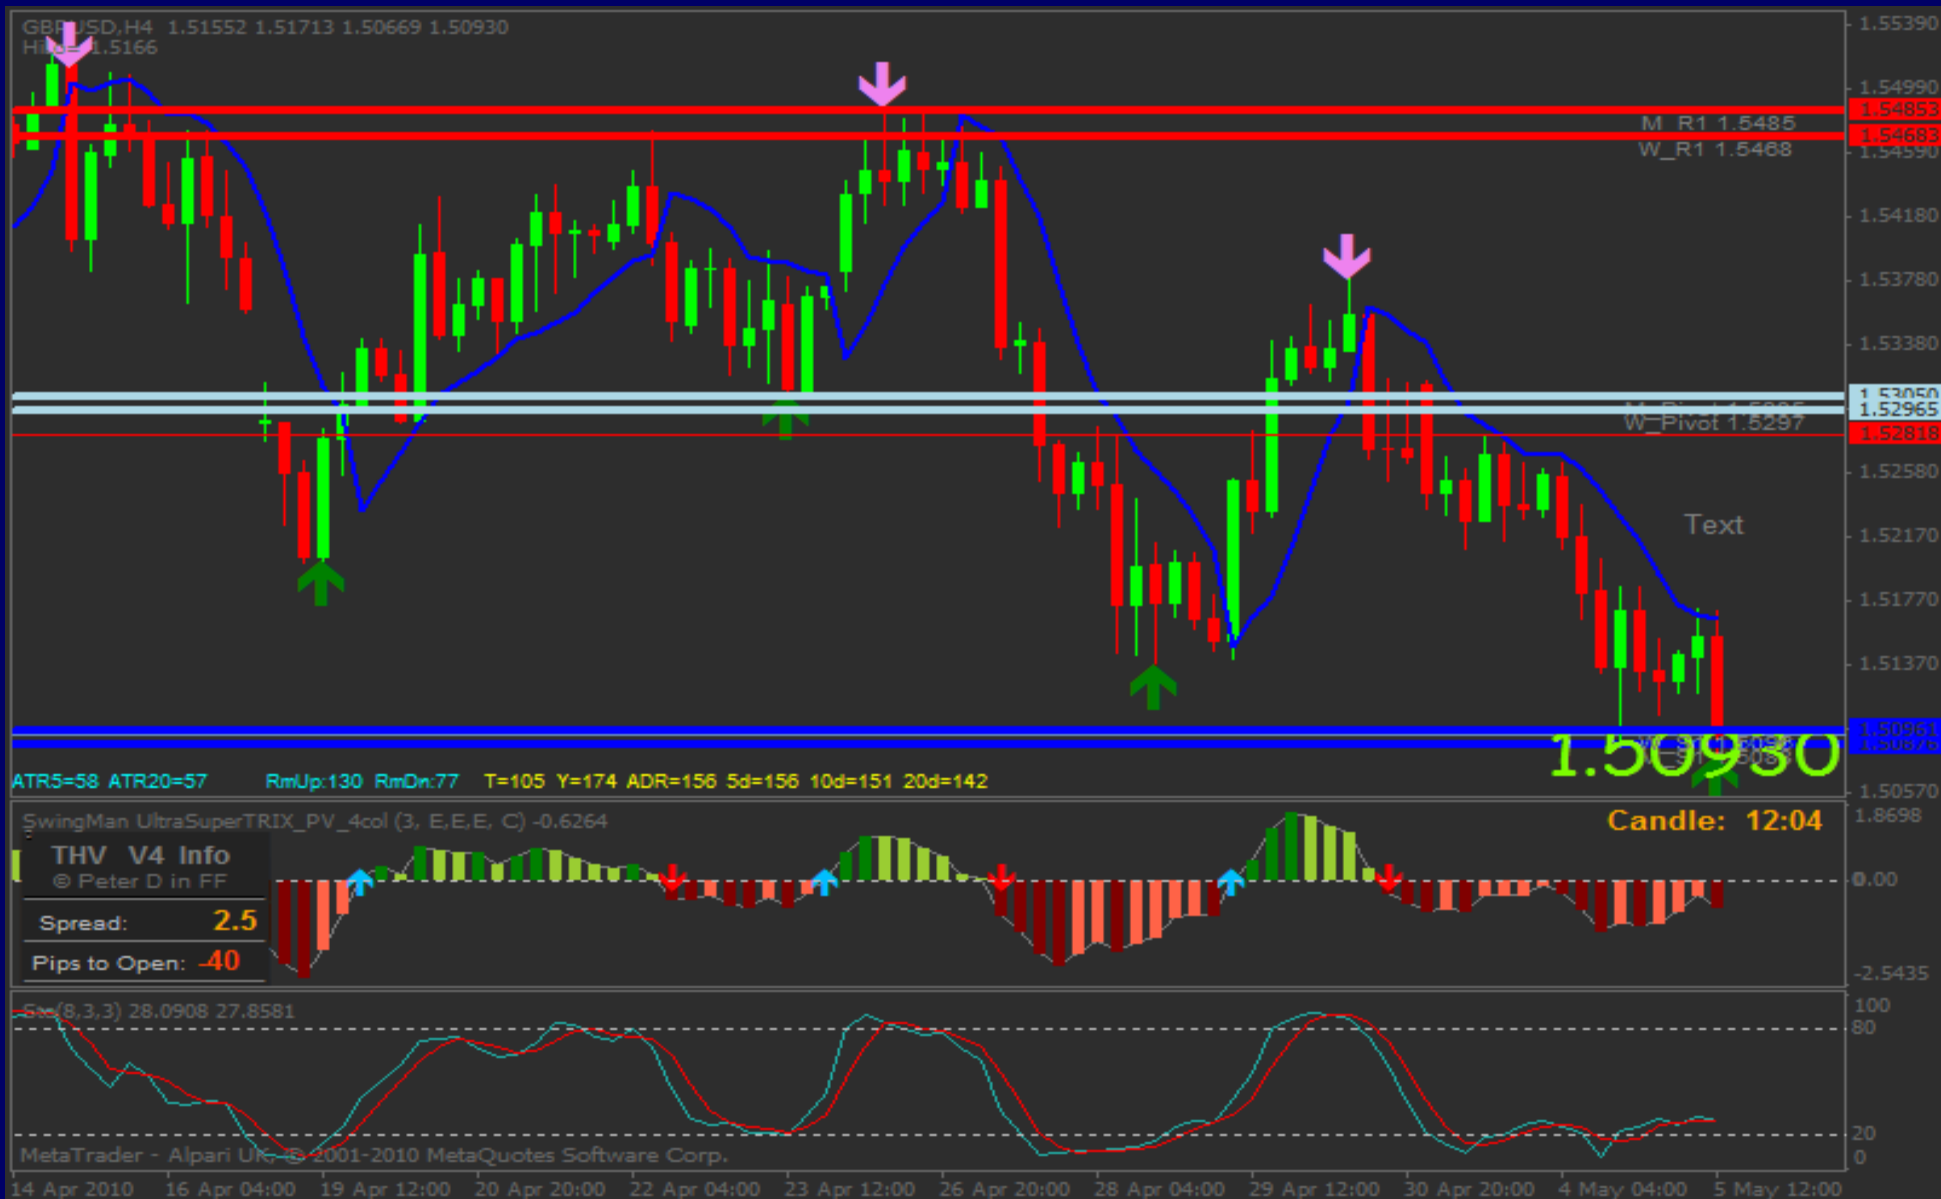 GBPUSD,H4 1.51552 1.51713 1.50669 1.50930
1.5166
1.55390
1.54990
1.54853
M_R1 1.5485
1.54683
W_R1 1.5468
1.54590
1.54180
1.53780
1.53380
1.53050
1.52965
W_Pivot 1.5297
1.52818
1.52580
Text
1.52170
1.51770
1.51370
1.50961
1.50930
1.50570
ATR5=58 ATR20=57 RmUp:130 RmDn:77 T=105 Y=174 ADR=156 5d=156 10d=151 20d=142
SwingMan UltraSuperTRIX_PV_4col (3, E,E,E, C) -0.6264
Candle: 12:04
1.8698
THV V4 Info
© Peter D in FF
0.00
Spread: 2.5
Pips to Open: -40
-2.5435
Sto(8,3,3) 28.0908 27.8581
100
80
20
0
MetaTrader - Alpari UK, © 2001-2010 MetaQuotes Software Corp.
14 Apr 2010 16 Apr 04:00 19 Apr 12:00 20 Apr 20:00 22 Apr 04:00 23 Apr 12:00 26 Apr 20:00 28 Apr 04:00 29 Apr 12:00 30 Apr 20:00 4 May 04:00 5 May 12:00